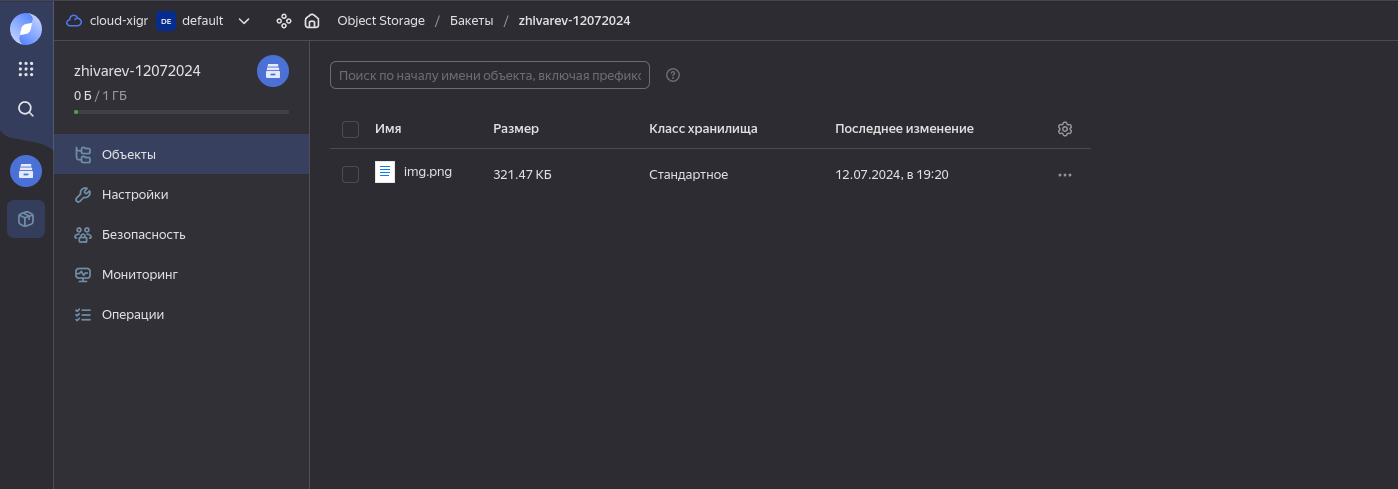 cloud-xigr DE default Object Storage / Бакеты / zhivarev-12072024
zhivarev-12072024
0 Б / 1 ГБ
Объекты
Настройки
Безопасность
Мониторинг
Операции
Поиск по началу имени объекта, включая префикс
Имя Размер Класс хранилища Последнее изменение
img.png 321.47 КБ Стандартное 12.07.2024, в 19:20